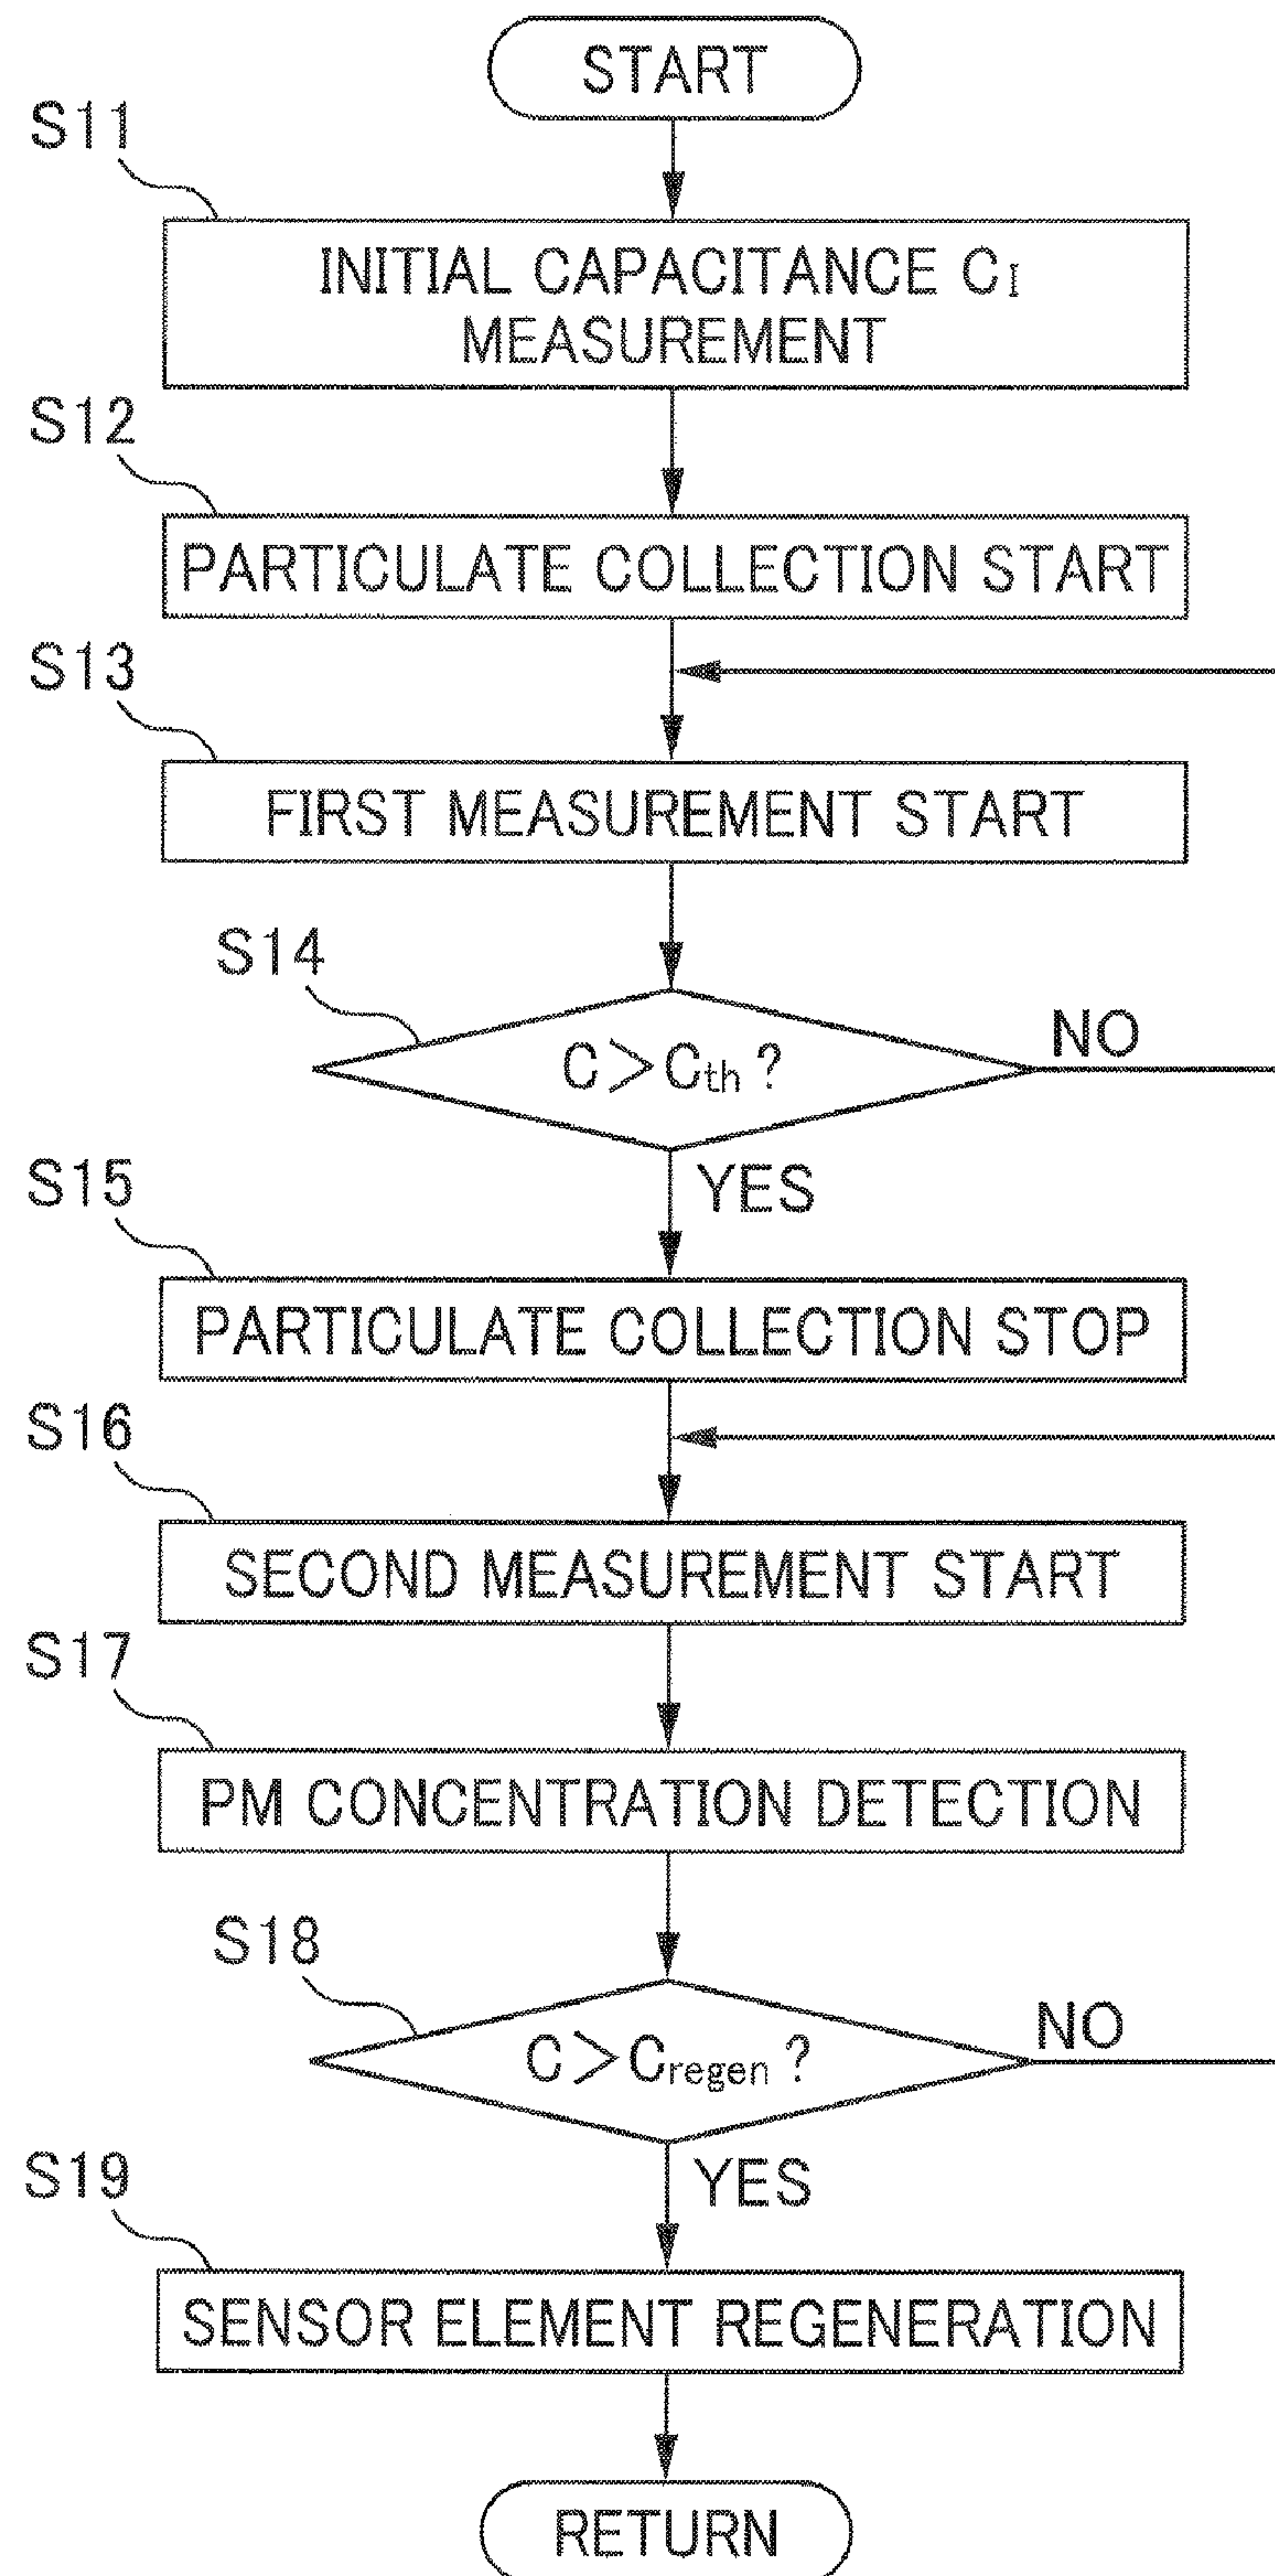 START
S11
INITIAL CAPACITANCE CI
MEASUREMENT
S12
PARTICULATE COLLECTION START
S13
FIRST MEASUREMENT START
S14
C>Cth ?
NO
YES
S15
PARTICULATE COLLECTION STOP
S16
SECOND MEASUREMENT START
S17
PM CONCENTRATION DETECTION
S18
C>Cregen ?
NO
YES
S19
SENSOR ELEMENT REGENERATION
RETURN